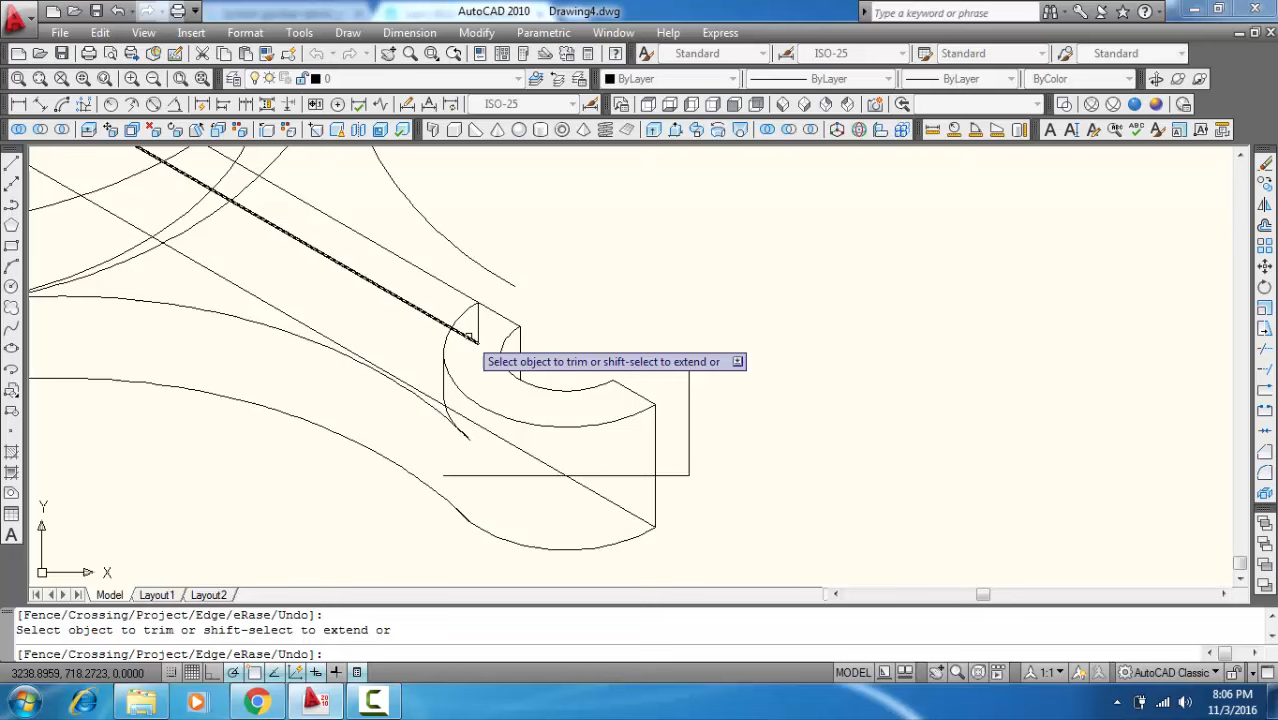 AutoCAD 2010 Drawing4.dwg
Type a keyword or phrase
File Edit View Insert Format Tools Draw Dimension Modify Parametric Window Help Express
Standard ISO-25 Standard Standard
0 ByLayer ByLayer ByLayer ByColor
ISO-25
Select object to trim or shift-select to extend or
Y
X
Model Layout1 Layout2
[Fence/Crossing/Project/Edge/eRase/Undo]:
Select object to trim or shift-select to extend or
[Fence/Crossing/Project/Edge/eRase/Undo]:
3238.8959, 718.2723, 0.0000 MODEL 1:1 AutoCAD Classic
8:06 PM
11/3/2016